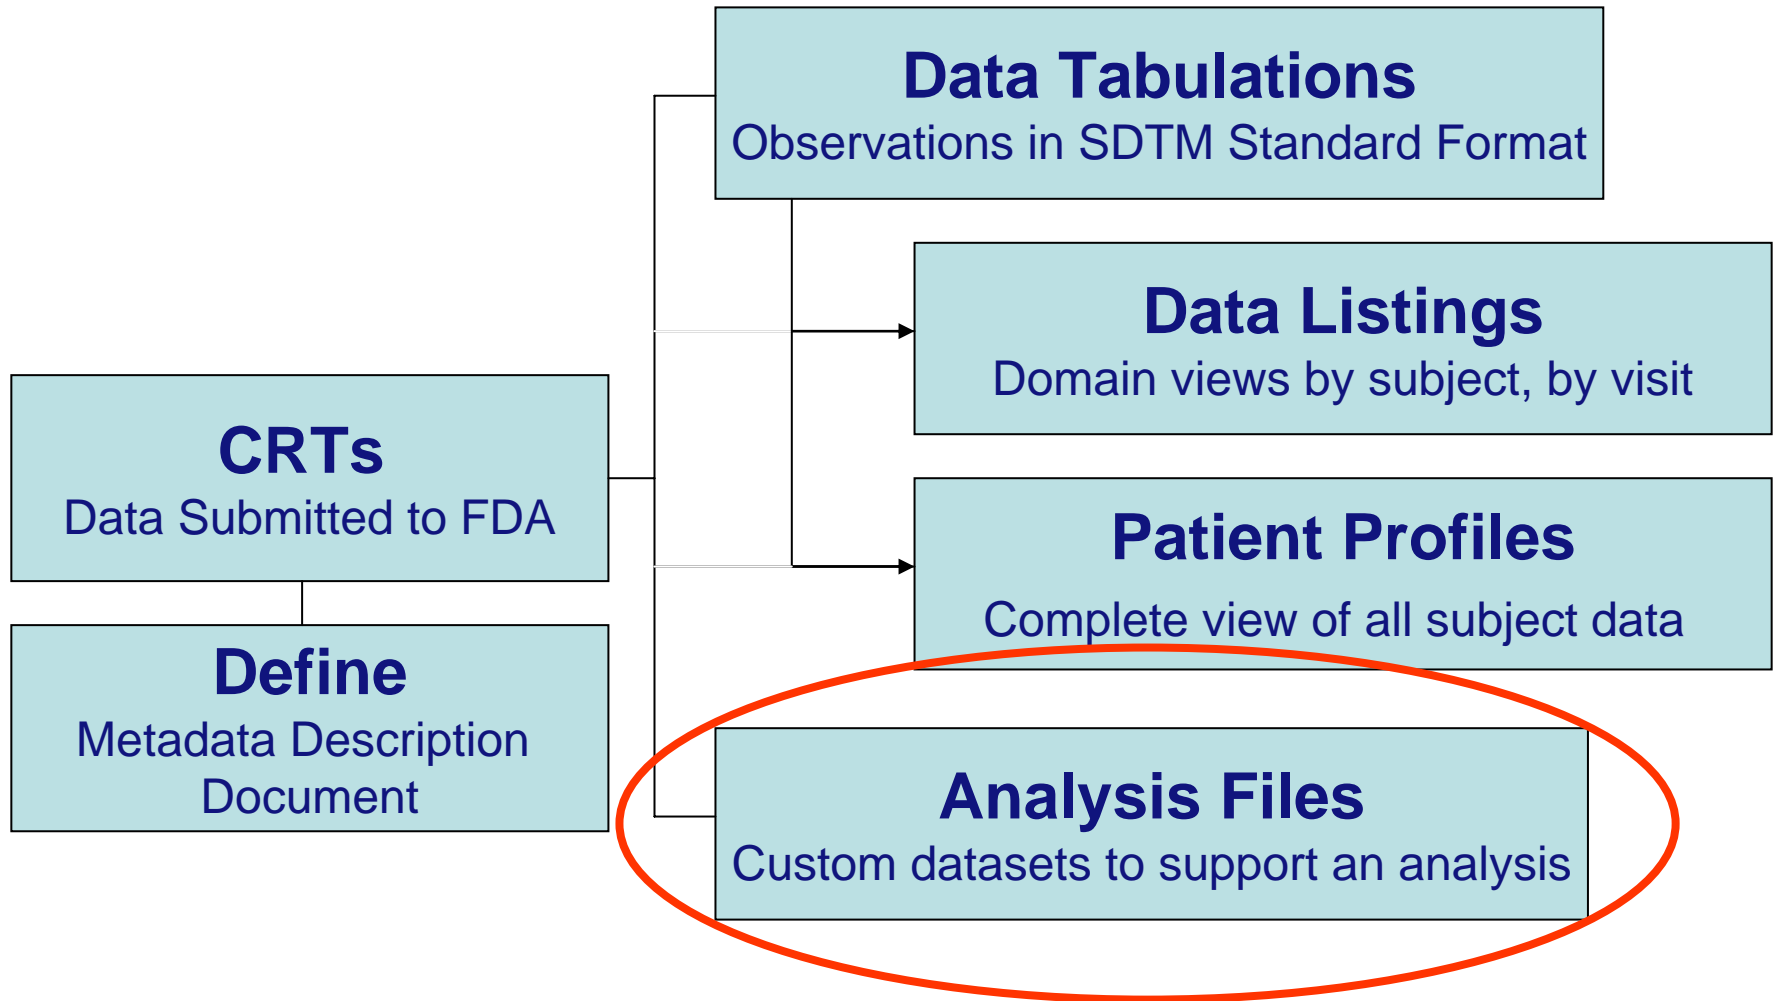 Data Tabulations
Observations in SDTM Standard Format
Data Listings
Domain views by subject, by visit
CRTs
Data Submitted to FDA
Patient Profiles
Complete view of all subject data
Define
Metadata Description
Document
Analysis Files
Custom datasets to support an analysis